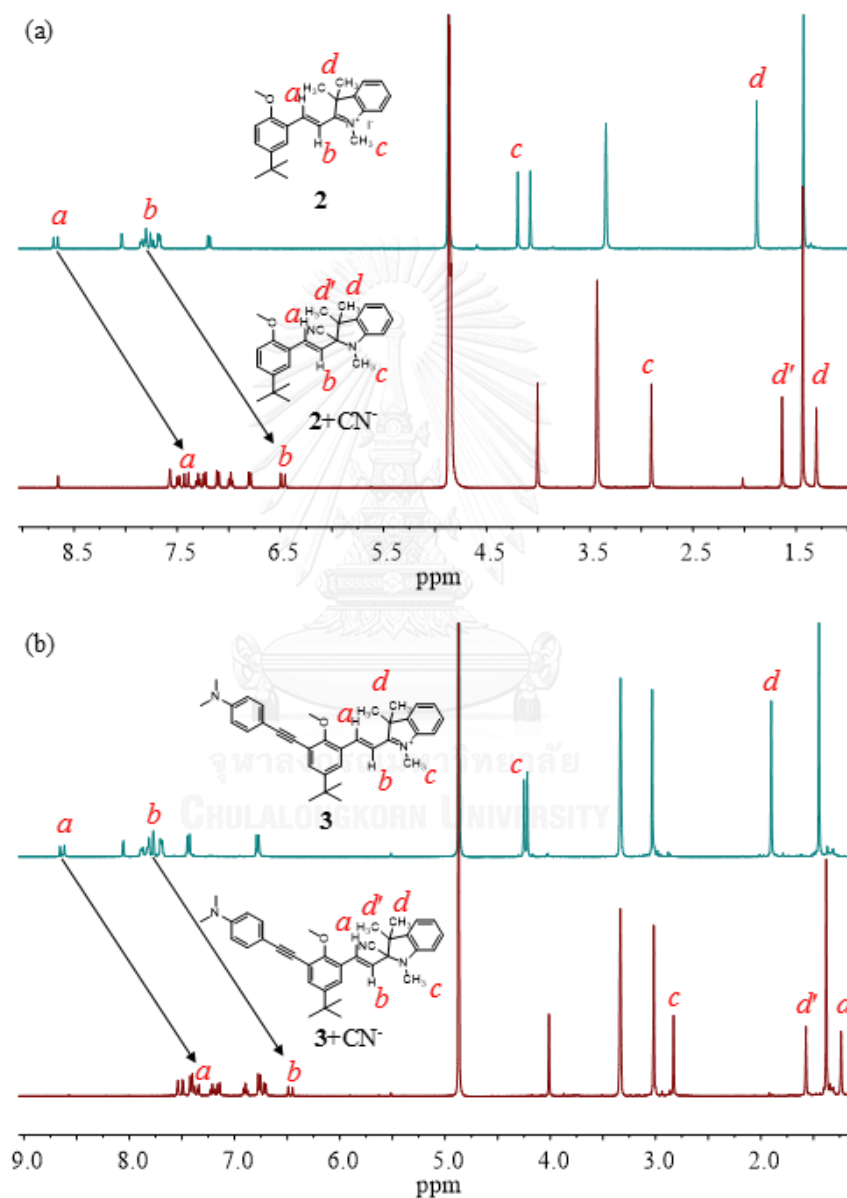 (a)
d
H₃C CH₃
a H
O
N⁺
I⁻
H
b
CH₃ c
2
a
b
c
d
d' d
H₃C CH₃
a H
NC
O
N
H
b
CH₃ c
2+CN⁻
a
b
c
d'
d
8.5 7.5 6.5 5.5 4.5 3.5 2.5 1.5
ppm
(b)
d
N
H₃C CH₃
a H
O
N⁺
H
b
CH₃ c
3
a
b
c
d
จุฬาลงกรณ์มหาวิทยาลัย
CHULALONGKORN UNIVERSITY
d' d
N
H₃C CH₃
a H
NC
O
N
H
b
CH₃ c
3+CN⁻
a
b
c
d'
d
9.0 8.0 7.0 6.0 5.0 4.0 3.0 2.0
ppm